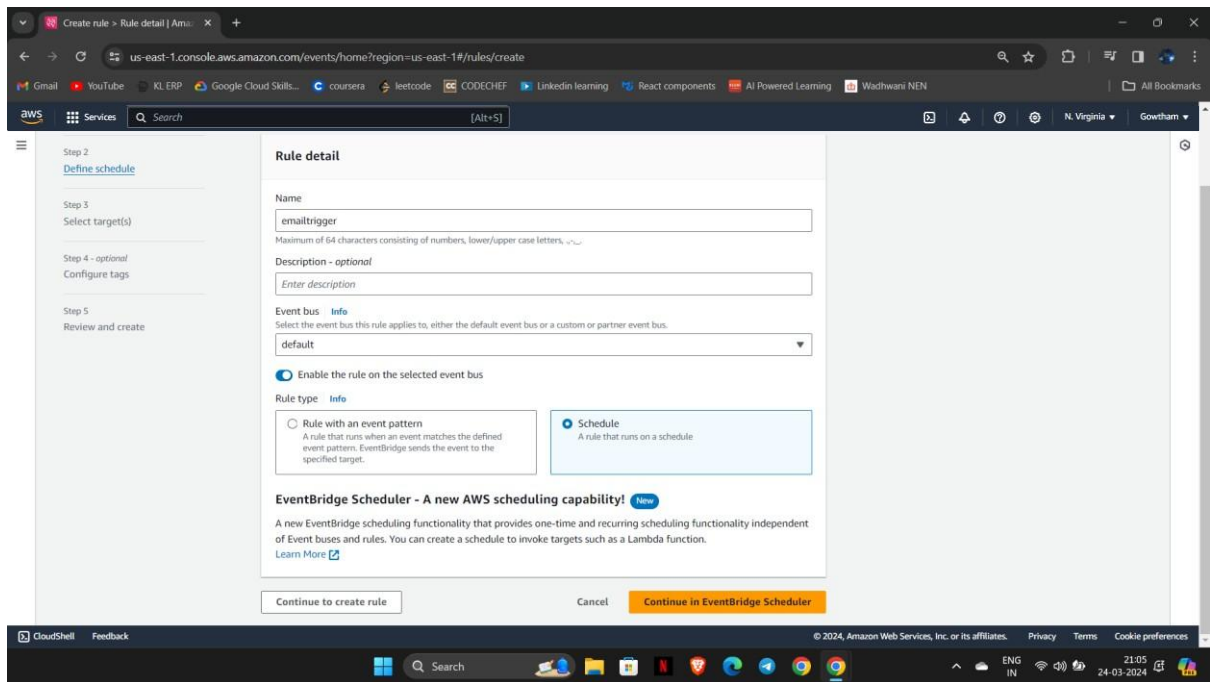 Create rule > Rule detail | Ama
us-east-1.console.aws.amazon.com/events/home?region=us-east-1#/rules/create
Gmail YouTube KL ERP Google Cloud Skills... coursera leetcode CODECHEF Linkedin learning React components AI Powered Learning Wadhwani NEN All Bookmarks
aws Services Search [Alt+S] N. Virginia Gowtham
Step 2
Define schedule
Step 3
Select target(s)
Step 4 - optional
Configure tags
Step 5
Review and create
Rule detail
Name
emailtrigger
Maximum of 64 characters consisting of numbers, lower/upper case letters, .,-,_.
Description - optional
Enter description
Event bus Info
Select the event bus this rule applies to, either the default event bus or a custom or partner event bus.
default
Enable the rule on the selected event bus
Rule type Info
Rule with an event pattern
A rule that runs when an event matches the defined
event pattern. EventBridge sends the event to the
specified target.
Schedule
A rule that runs on a schedule
EventBridge Scheduler - A new AWS scheduling capability! New
A new EventBridge scheduling functionality that provides one-time and recurring scheduling functionality independent
of Event buses and rules. You can create a schedule to invoke targets such as a Lambda function.
Learn More
Continue to create rule Cancel Continue in EventBridge Scheduler
CloudShell Feedback © 2024, Amazon Web Services, Inc. or its affiliates. Privacy Terms Cookie preferences
Search ENG 21:05
IN 24-03-2024